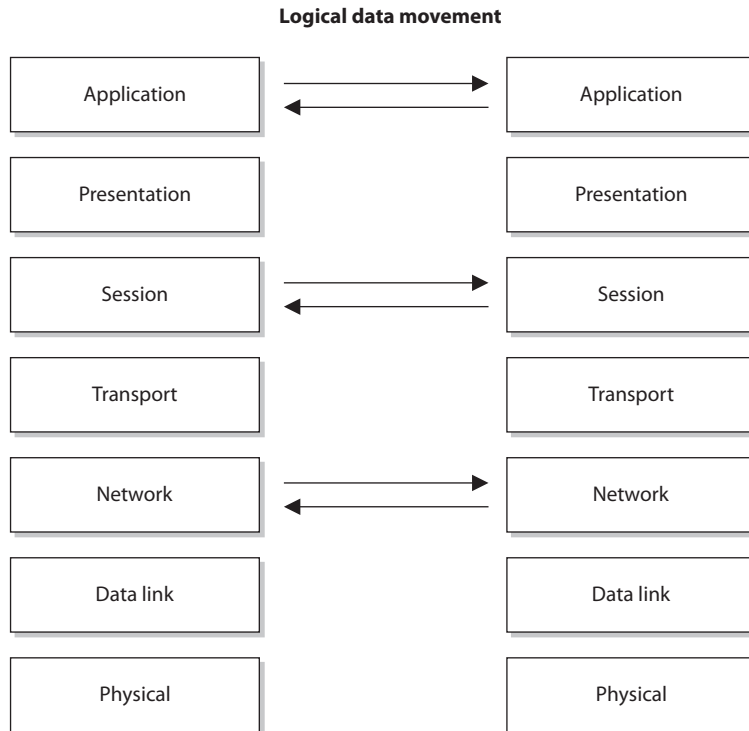 Logical data movement
Application
Application
Presentation
Presentation
Session
Session
Transport
Transport
Network
Network
Data link
Data link
Physical
Physical